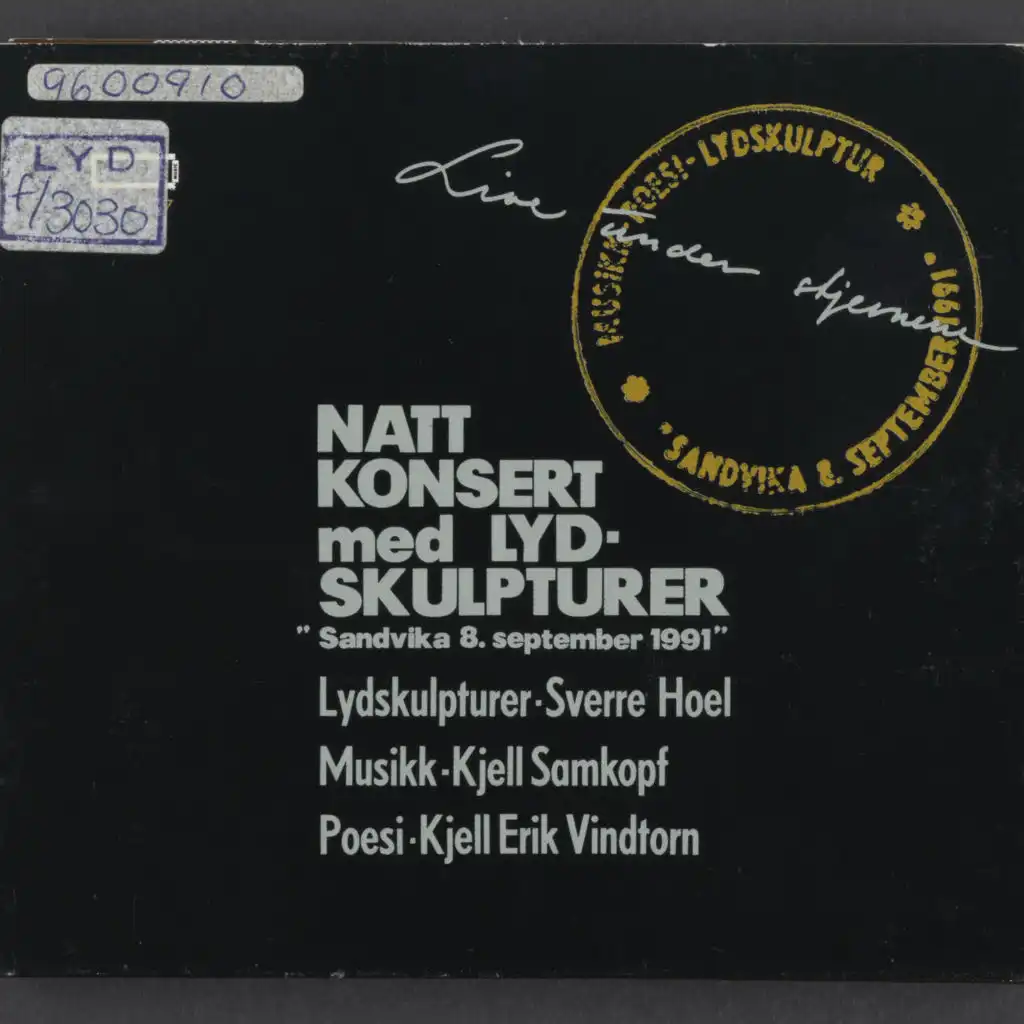 9600910
LYD
f/3030
Live under stjernene
MUSIKK-POESI-LYDSKULPTUR
"SANDVIKA 8. SEPTEMBER 1991"
NATT
KONSERT
med LYD-
SKULPTURER
"Sandvika 8. september 1991"
Lydskulpturer·Sverre Hoel
Musikk·Kjell Samkopf
Poesi·Kjell Erik Vindtorn